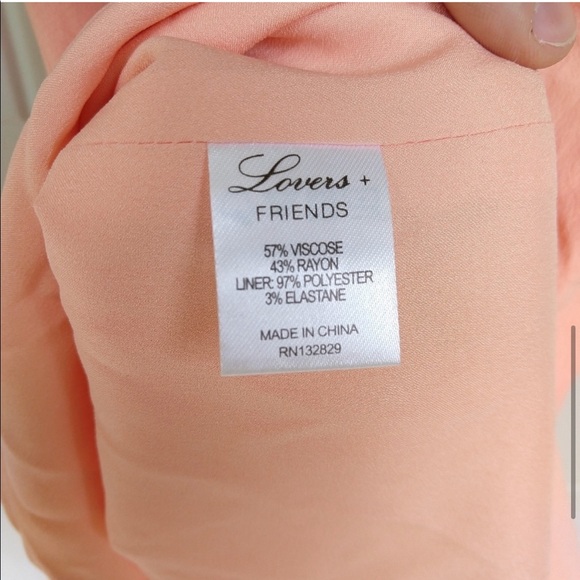 Lovers +
FRIENDS
57% VISCOSE
43% RAYON
LINER: 97% POLYESTER
3% ELASTANE
MADE IN CHINA
RN132829